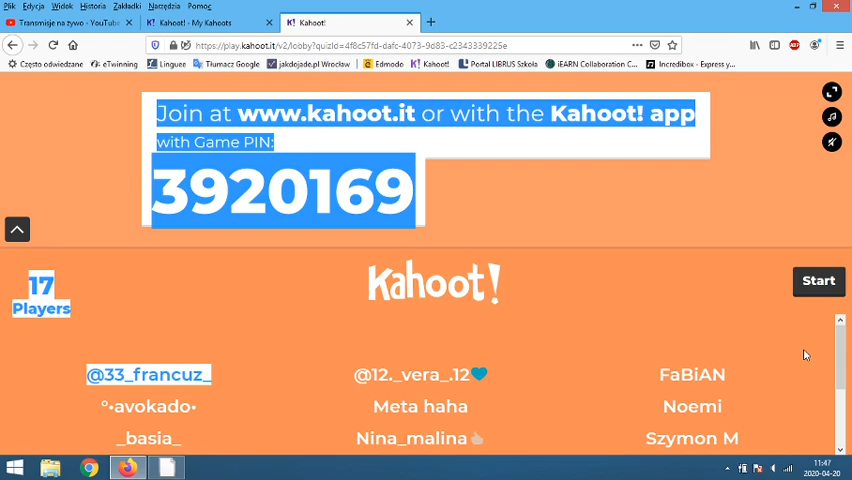 Plik Edycja Widok Historia Zakładki Narzędzia Pomoc
Transmisje na żywo - YouTube
Kahoot! - My Kahoots
Kahoot!
https://play.kahoot.it/v2/lobby?quizId=4f8c57fd-dafc-4073-9d83-c2343339225e
Często odwiedzane eTwinning Linguee Tłumacz Google jakdojade.pl Wrocław Edmodo Kahoot! Portal LIBRUS Szkoła iEARN Collaboration C... Incredibox - Express y...
Join at www.kahoot.it or with the Kahoot! app
with Game PIN:
3920169
17
Players
Kahoot!
Start
@33_francuz_ @12._vera_.12💙 FaBiAN
°•avokado• Meta haha Noemi
_basia_ Nina_malina👍🏻 Szymon M
11:47
2020-04-20